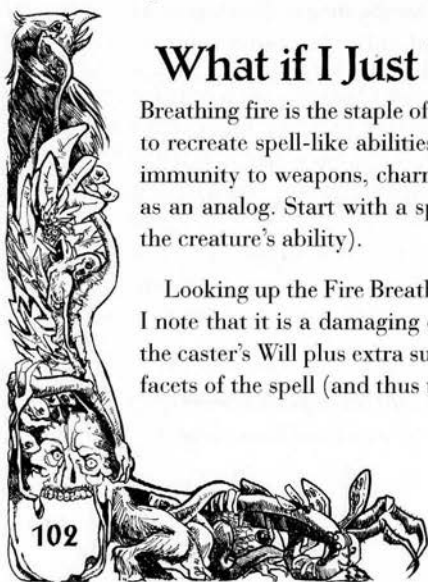 What if I Just
Breathing fire is the staple of
to recreate spell-like abilities
immunity to weapons, charm
as an analog. Start with a sp
the creature's ability).
Looking up the Fire Breath
I note that it is a damaging
the caster's Will plus extra su
facets of the spell (and thus
102